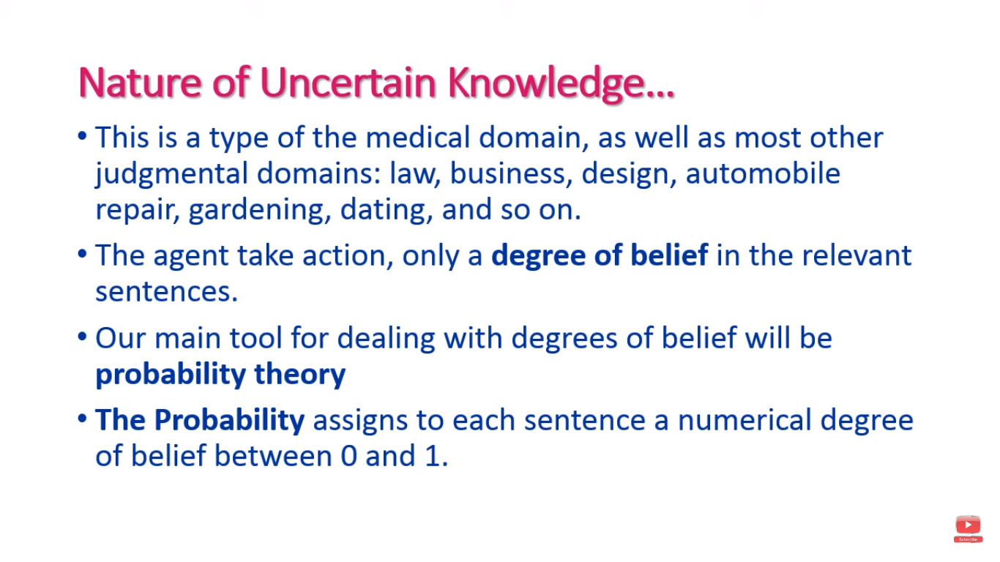 Nature of Uncertain Knowledge...
• This is a type of the medical domain, as well as most other
judgmental domains: law, business, design, automobile
repair, gardening, dating, and so on.
• The agent take action, only a degree of belief in the relevant
sentences.
• Our main tool for dealing with degrees of belief will be
probability theory
• The Probability assigns to each sentence a numerical degree
of belief between 0 and 1.
Subscribe